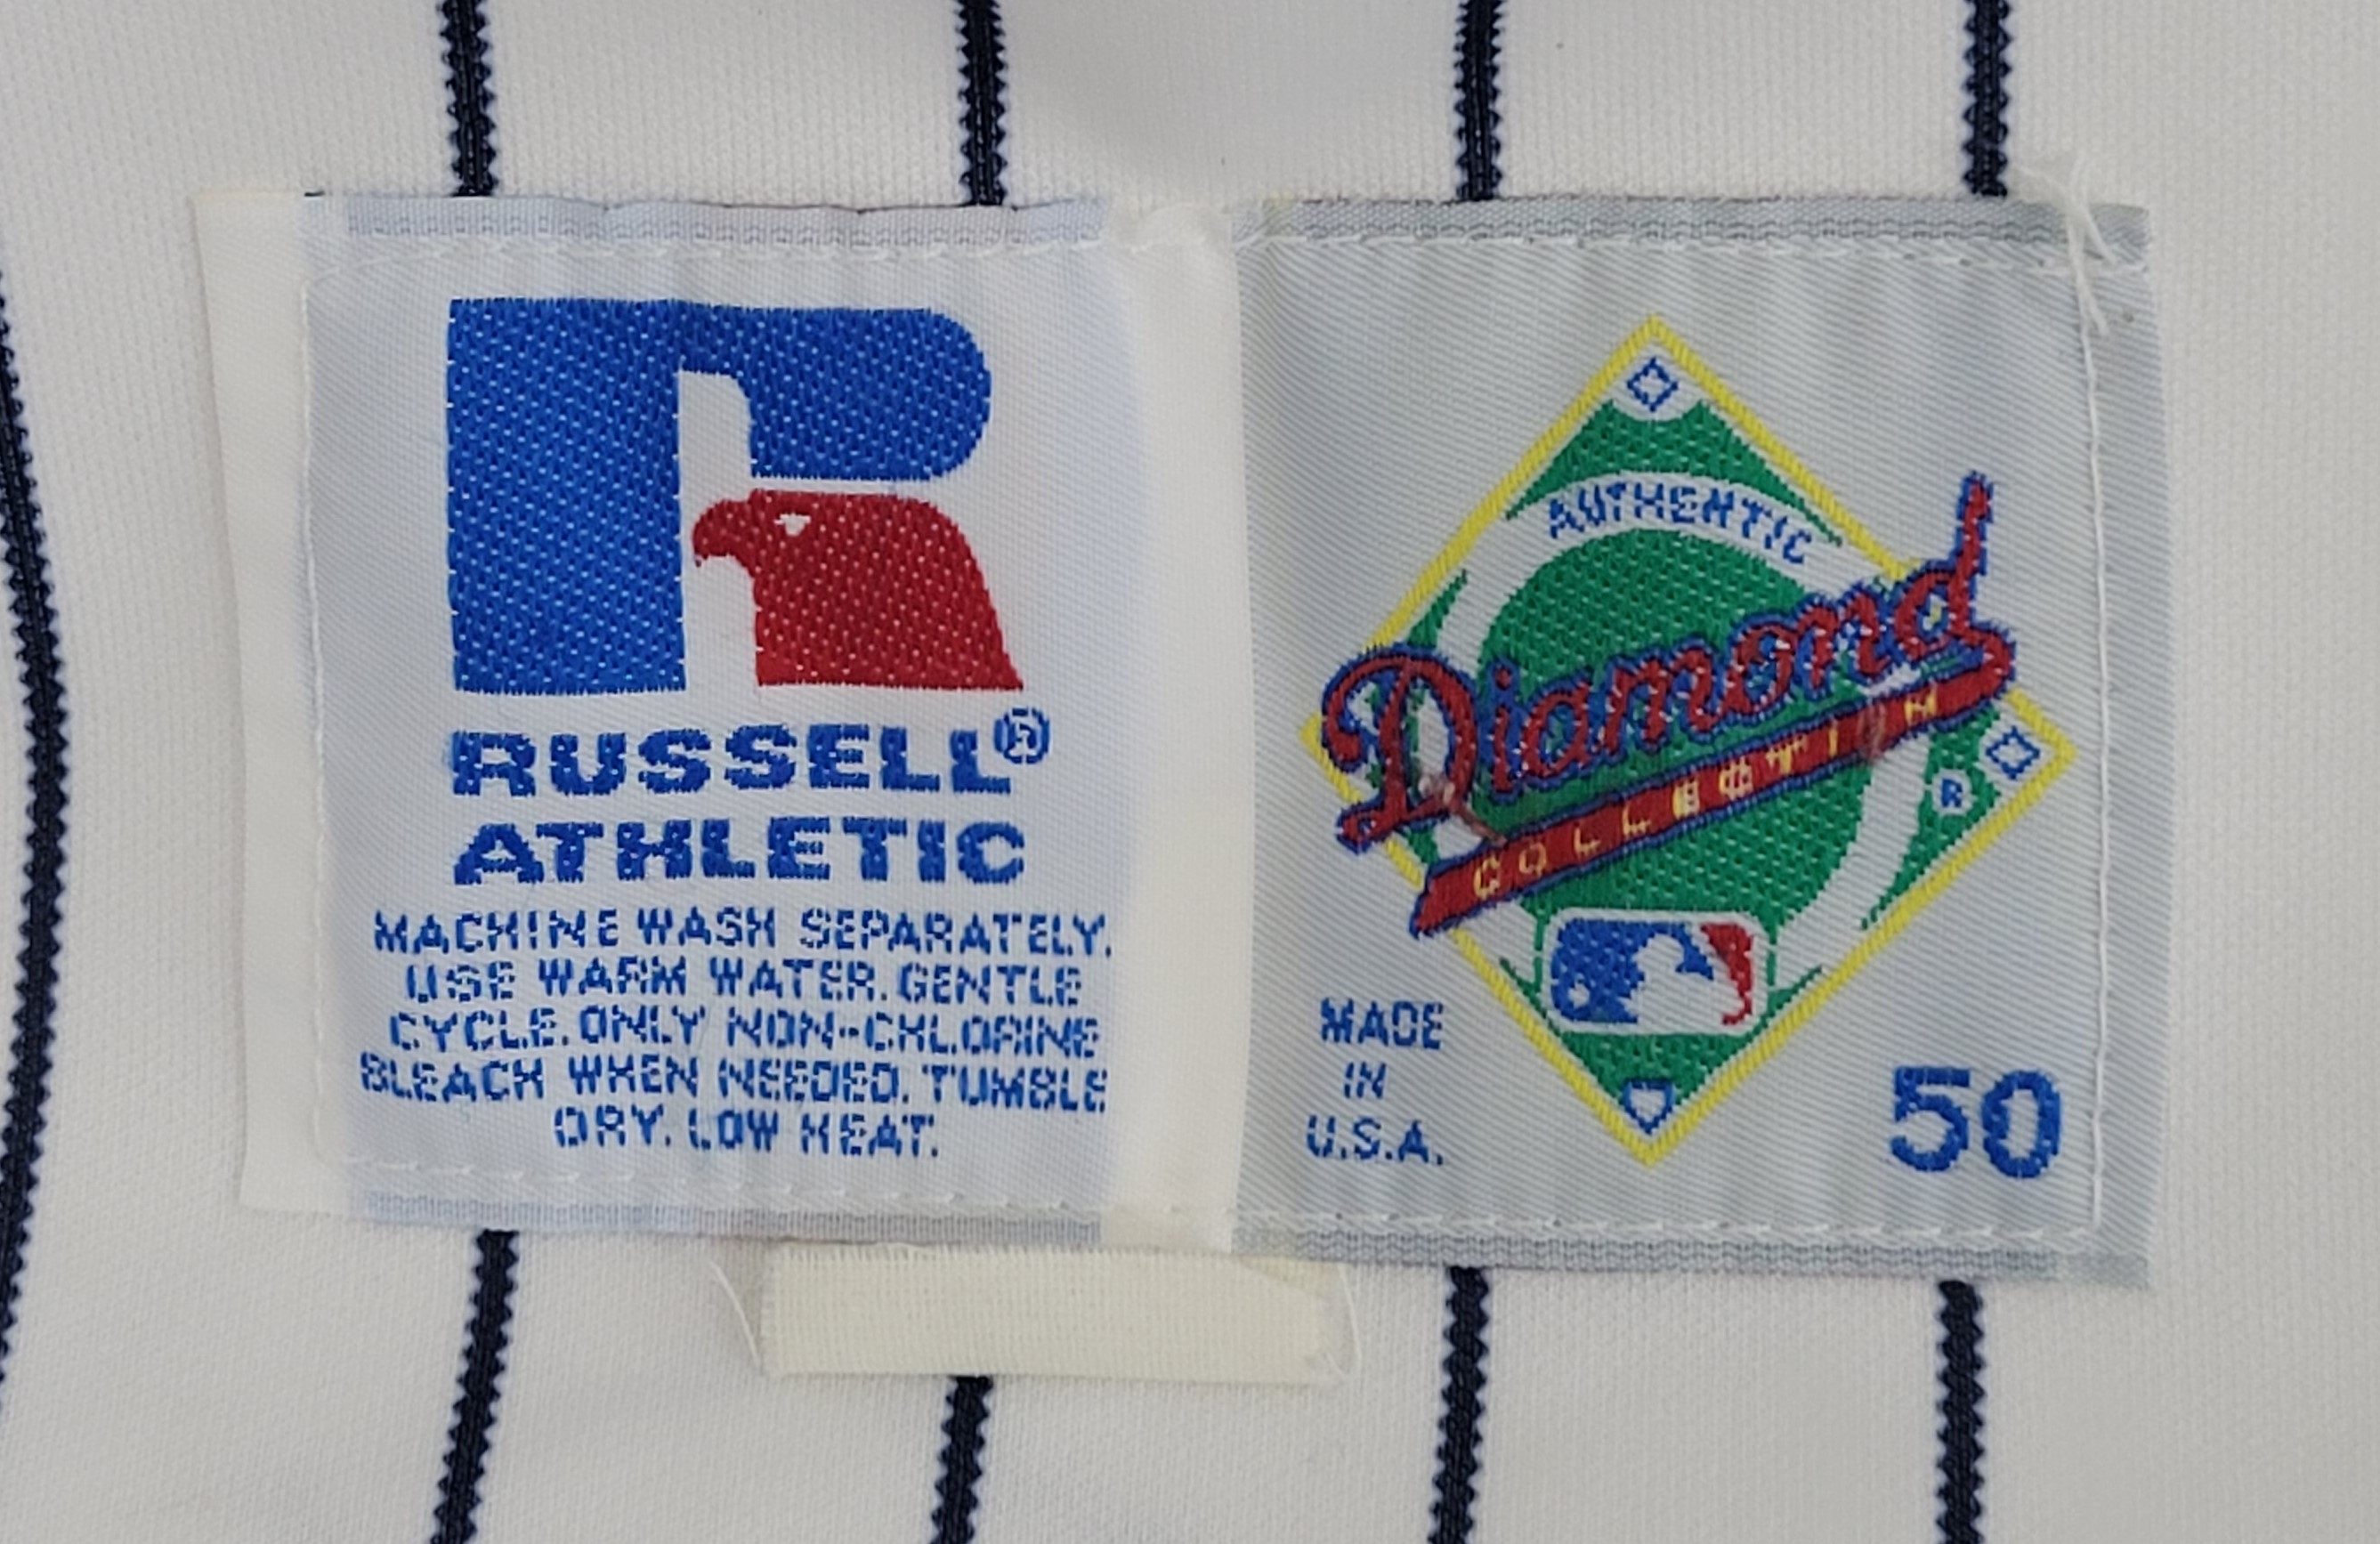 RUSSELL®
ATHLETIC
MACHINE WASH SEPARATELY.
USE WARM WATER. GENTLE
CYCLE. ONLY NON-CHLORINE
BLEACH WHEN NEEDED. TUMBLE
DRY. LOW HEAT.
AUTHENTIC
Diamond
COLLECTION
®
MADE
IN
U.S.A.
50